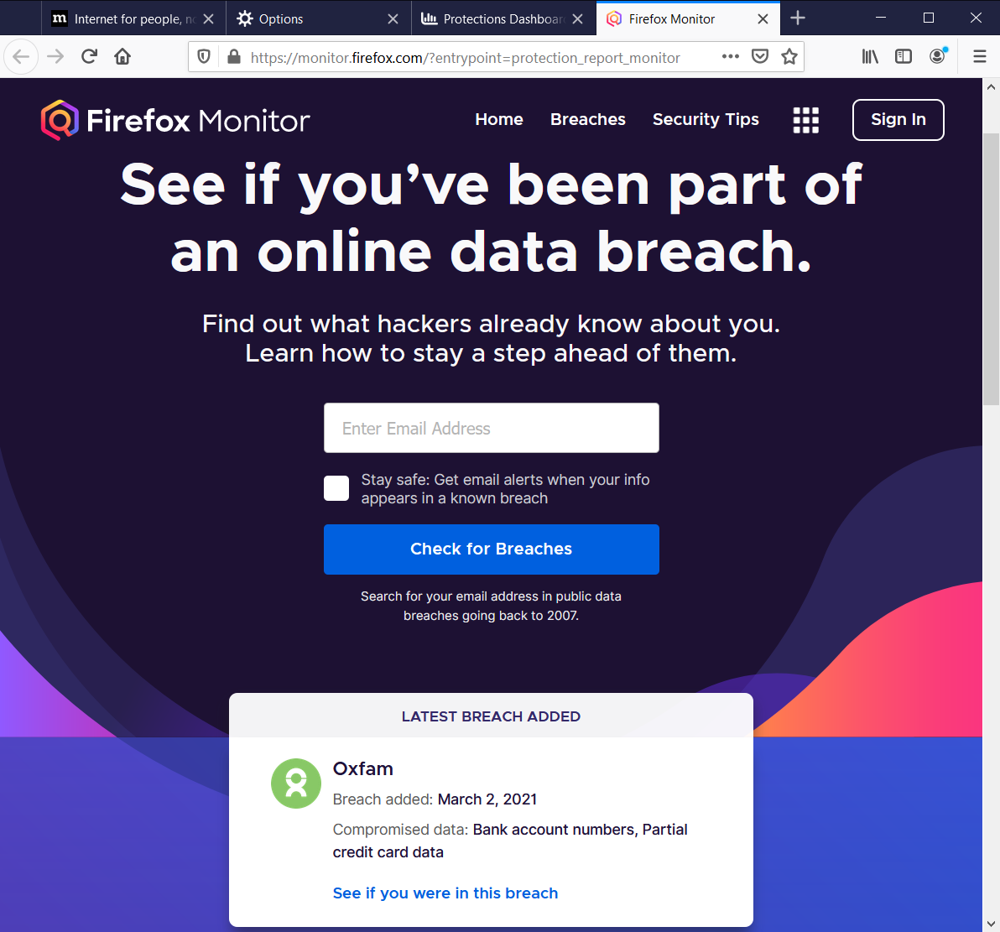 m Internet for people, no
Options
Protections Dashboar
Firefox Monitor
https://monitor.firefox.com/?entrypoint=protection_report_monitor
Firefox Monitor
Home
Breaches
Security Tips
Sign In
See if you’ve been part of
an online data breach.
Find out what hackers already know about you.
Learn how to stay a step ahead of them.
Enter Email Address
Stay safe: Get email alerts when your info
appears in a known breach
Check for Breaches
Search for your email address in public data
breaches going back to 2007.
LATEST BREACH ADDED
Oxfam
Breach added: March 2, 2021
Compromised data: Bank account numbers, Partial
credit card data
See if you were in this breach